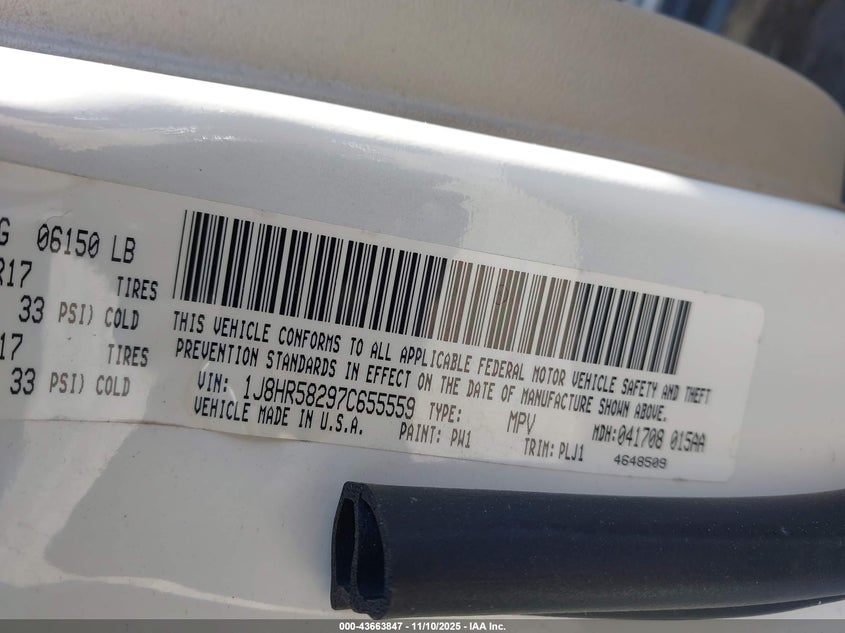 G 06150 LB
R17 TIRES
33 PSI) COLD
17 TIRES
33 PSI) COLD
THIS VEHICLE CONFORMS TO ALL APPLICABLE FEDERAL MOTOR VEHICLE SAFETY AND THEFT
PREVENTION STANDARDS IN EFFECT ON THE DATE OF MANUFACTURE SHOWN ABOVE.
VIN: 1J8HR58297C655559 TYPE: MPV MDH:041708 015AA
VEHICLE MADE IN U.S.A. PAINT: PW1 TRIM: PLJ1 4648509
000-43663847 — 11/10/2025 — IAA Inc.